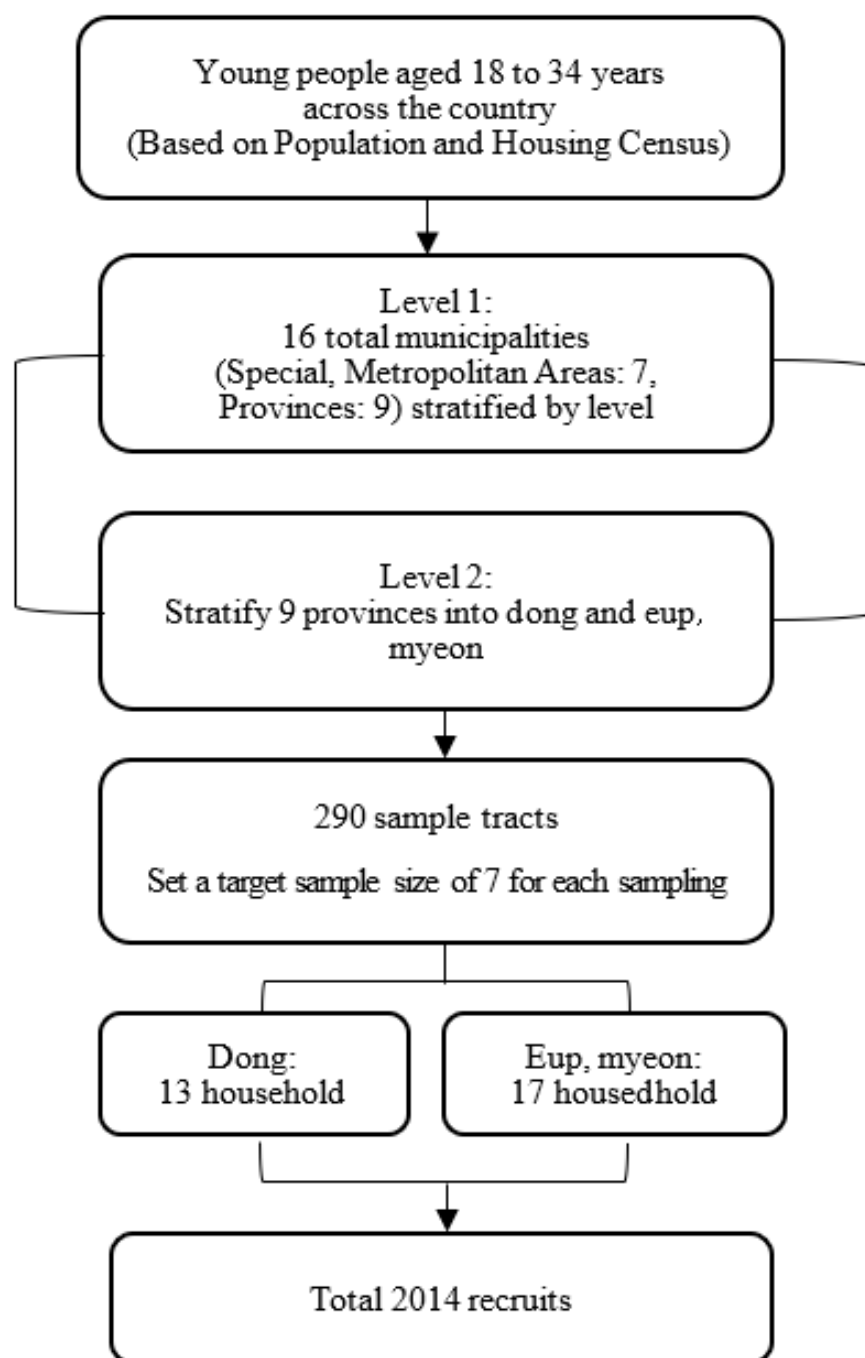 Young people aged 18 to 34 years
across the country
(Based on Population and Housing Census)
Level 1:
16 total municipalities
(Special, Metropolitan Areas: 7,
Provinces: 9) stratified by level
Level 2:
Stratify 9 provinces into dong and eup,
myeon
290 sample tracts
Set a target sample size of 7 for each sampling
Dong:
13 household
Eup, myeon:
17 housedhold
Total 2014 recruits